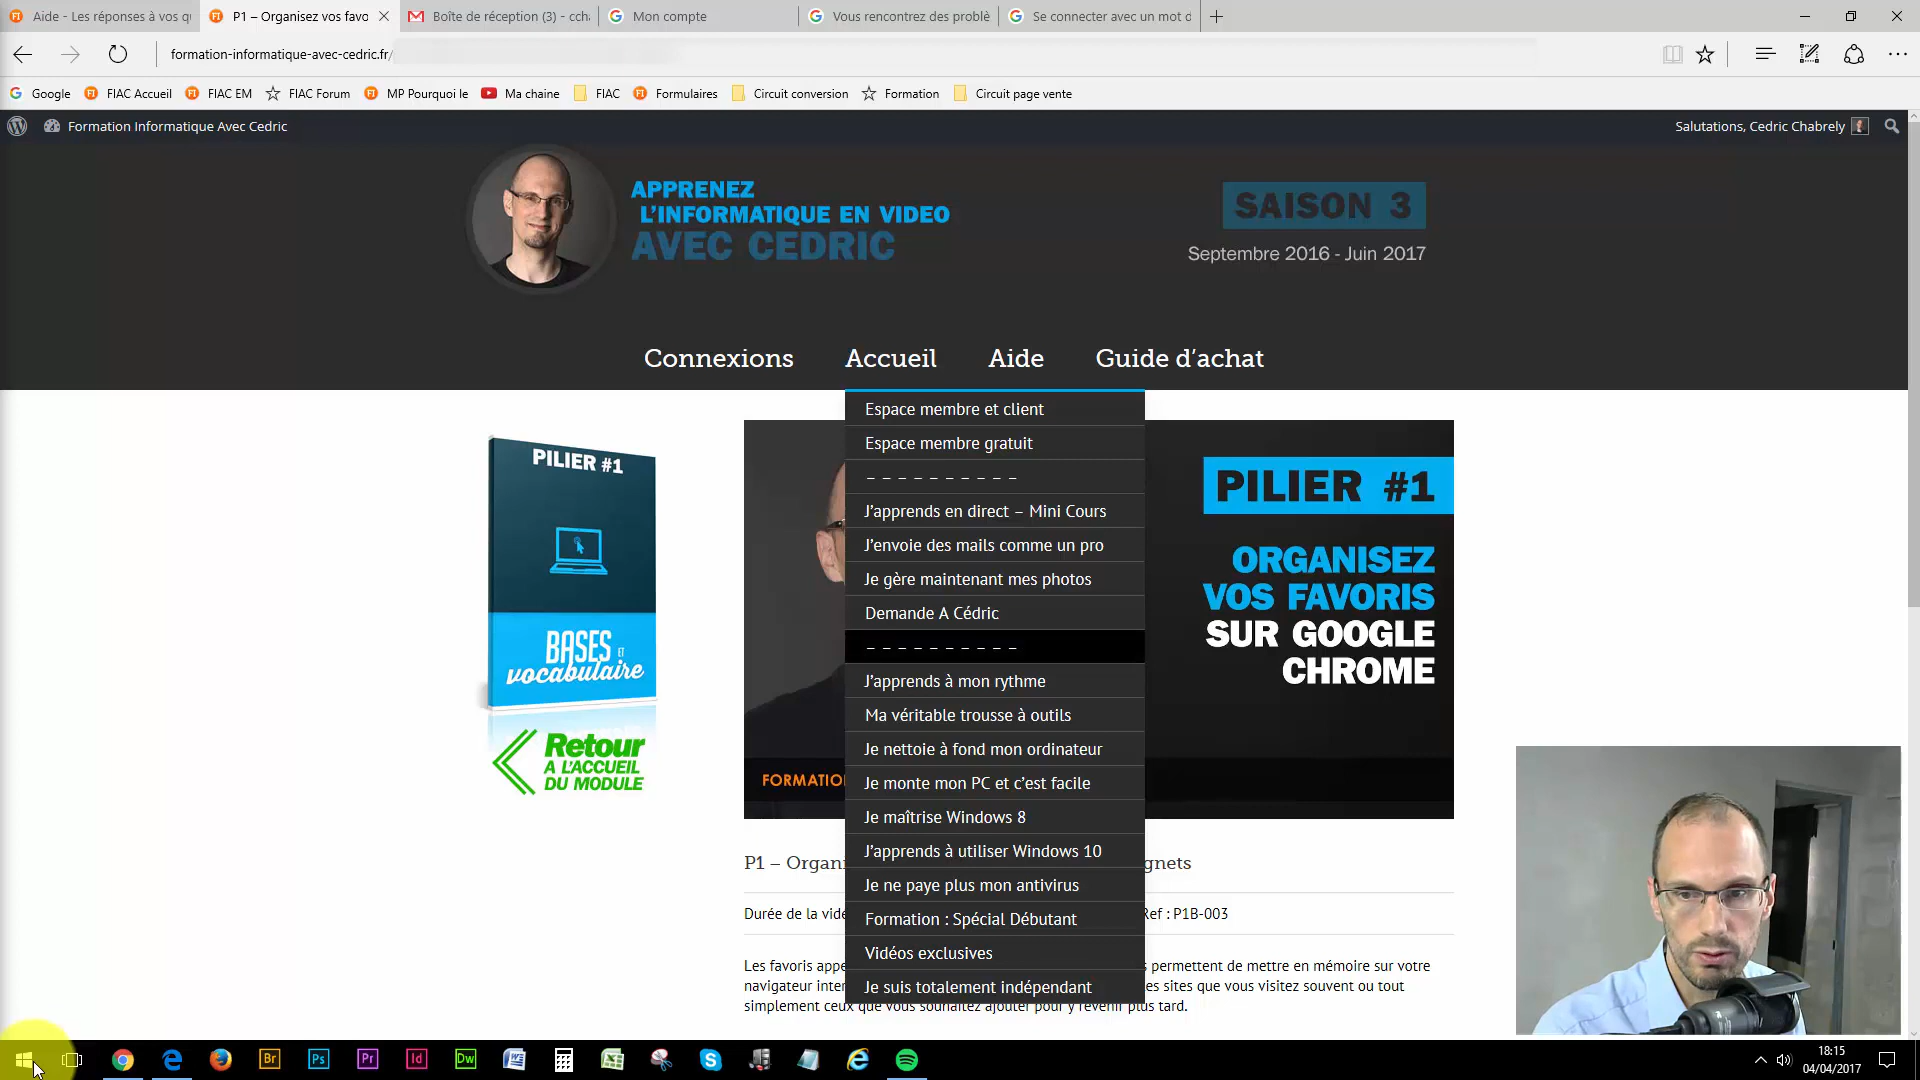 Aide - Les réponses à vos qu
P1 – Organisez vos favo
Boîte de réception (3) - ccha
Mon compte
Vous rencontrez des problè
Se connecter avec un mot d
formation-informatique-avec-cedric.fr/
Google
FIAC Accueil
FIAC EM
FIAC Forum
MP Pourquoi le
Ma chaine
FIAC
Formulaires
Circuit conversion
Formation
Circuit page vente
Formation Informatique Avec Cedric
Salutations, Cedric Chabrely
APPRENEZ
L'INFORMATIQUE EN VIDEO
AVEC CEDRIC
SAISON 3
Septembre 2016 - Juin 2017
Connexions
Accueil
Aide
Guide d'achat
Espace membre et client
Espace membre gratuit
– – – – – – – – – –
J'apprends en direct – Mini Cours
J'envoie des mails comme un pro
Je gère maintenant mes photos
Demande A Cédric
– – – – – – – – – –
J'apprends à mon rythme
Ma véritable trousse à outils
Je nettoie à fond mon ordinateur
Je monte mon PC et c'est facile
Je maîtrise Windows 8
J'apprends à utiliser Windows 10
Je ne paye plus mon antivirus
Formation : Spécial Débutant
Vidéos exclusives
Je suis totalement indépendant
PILIER #1
BASES ET
vocabulaire
Retour
A L'ACCUEIL
DU MODULE
PILIER #1
ORGANISEZ
VOS FAVORIS
SUR GOOGLE
CHROME
FORMATIO
P1 – Organi gnets
Durée de la vidé Ref : P1B-003
Les favoris appe s permettent de mettre en mémoire sur votre
navigateur inter es sites que vous visitez souvent ou tout
simplement ceux que vous souhaitez ajouter pour y revenir plus tard.
Br
Ps
Pr
Id
Dw
18:15
04/04/2017